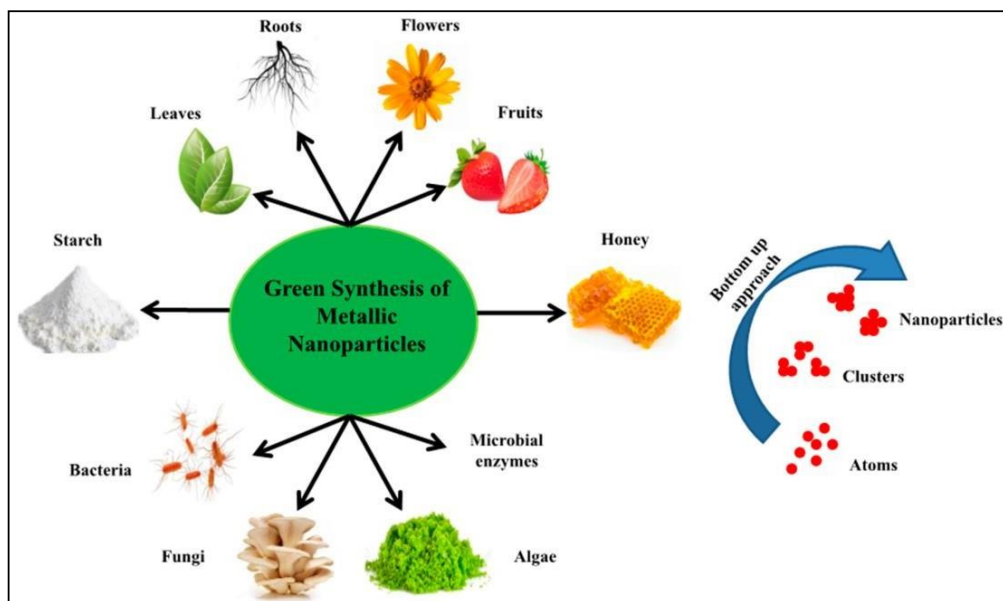 Roots
Flowers
Leaves
Fruits
Starch
Honey
Green Synthesis of
Metallic
Nanoparticles
Bacteria
Microbial
enzymes
Fungi
Algae
Bottom up
approach
Nanoparticles
Clusters
Atoms